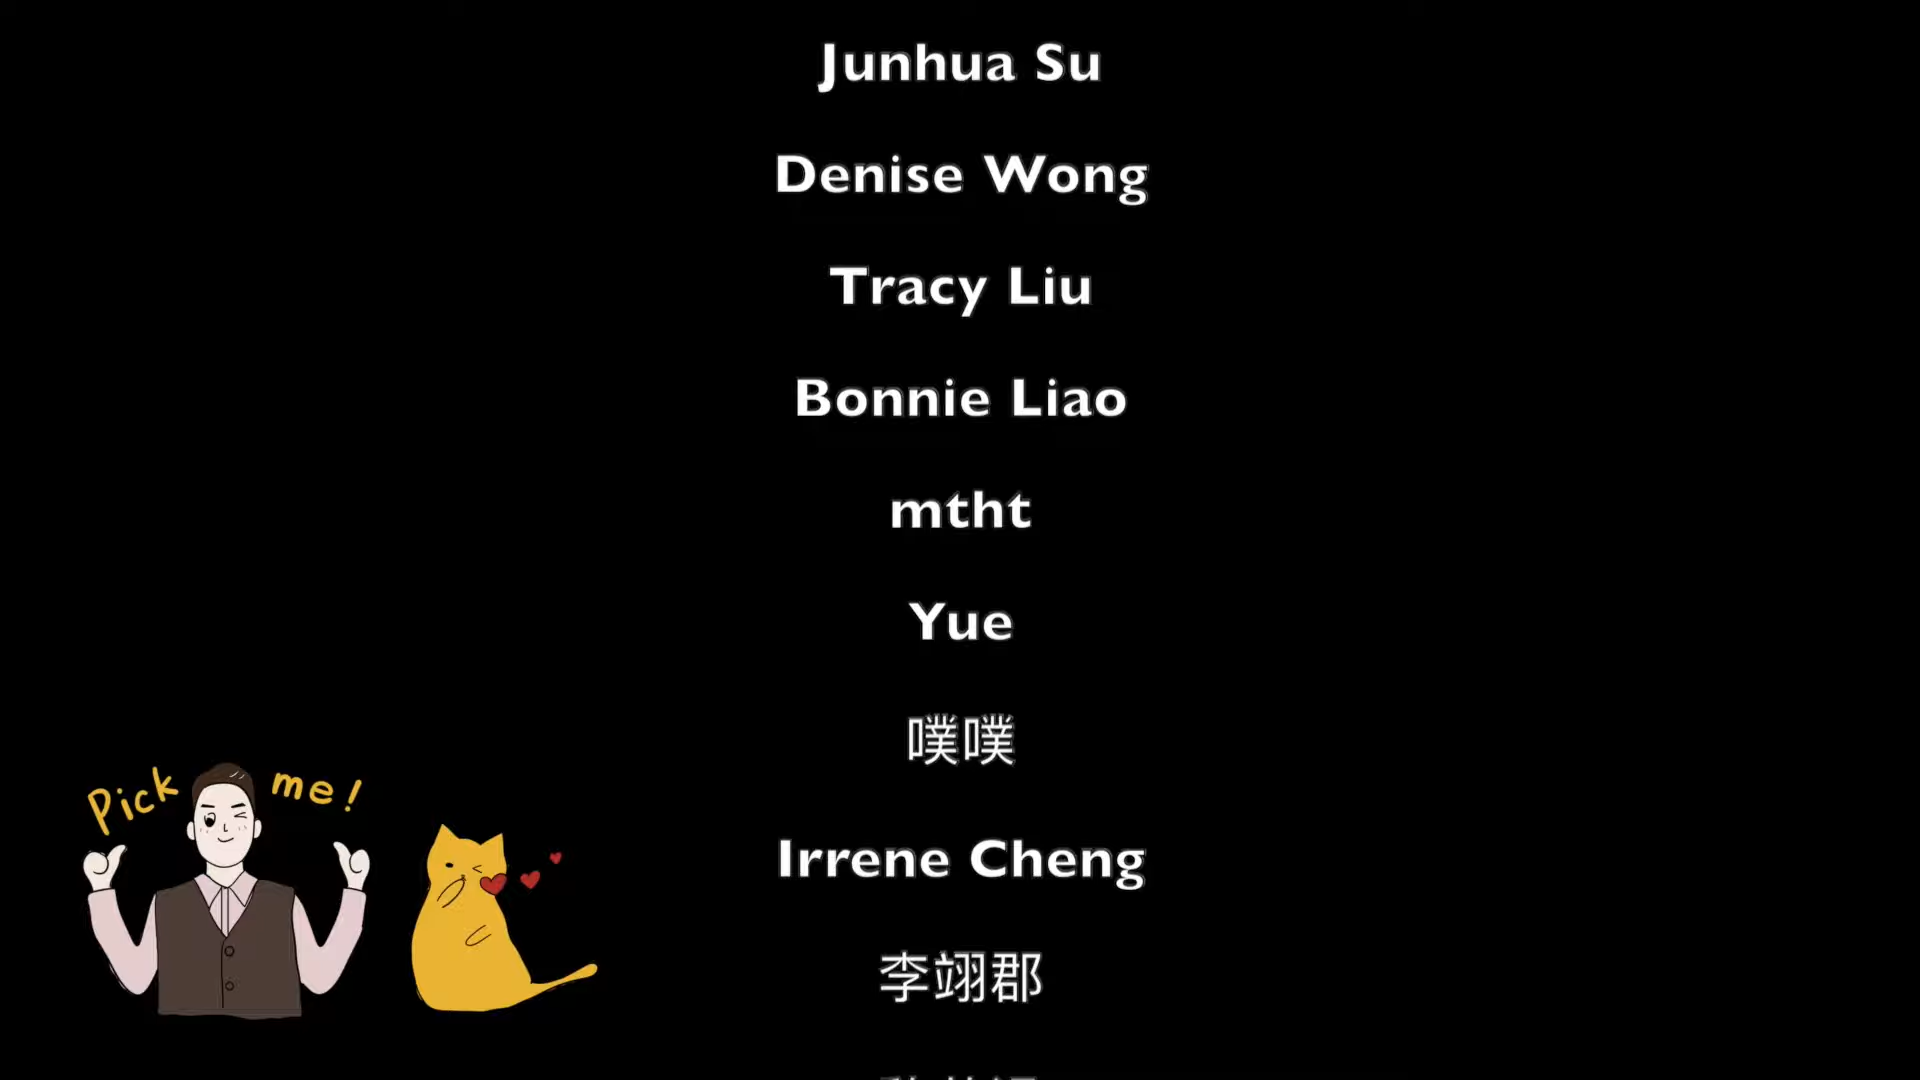 Junhua Su
Denise Wong
Tracy Liu
Bonnie Liao
mtht
Yue
噗噗
Pick me!
Irrene Cheng
李翊郡